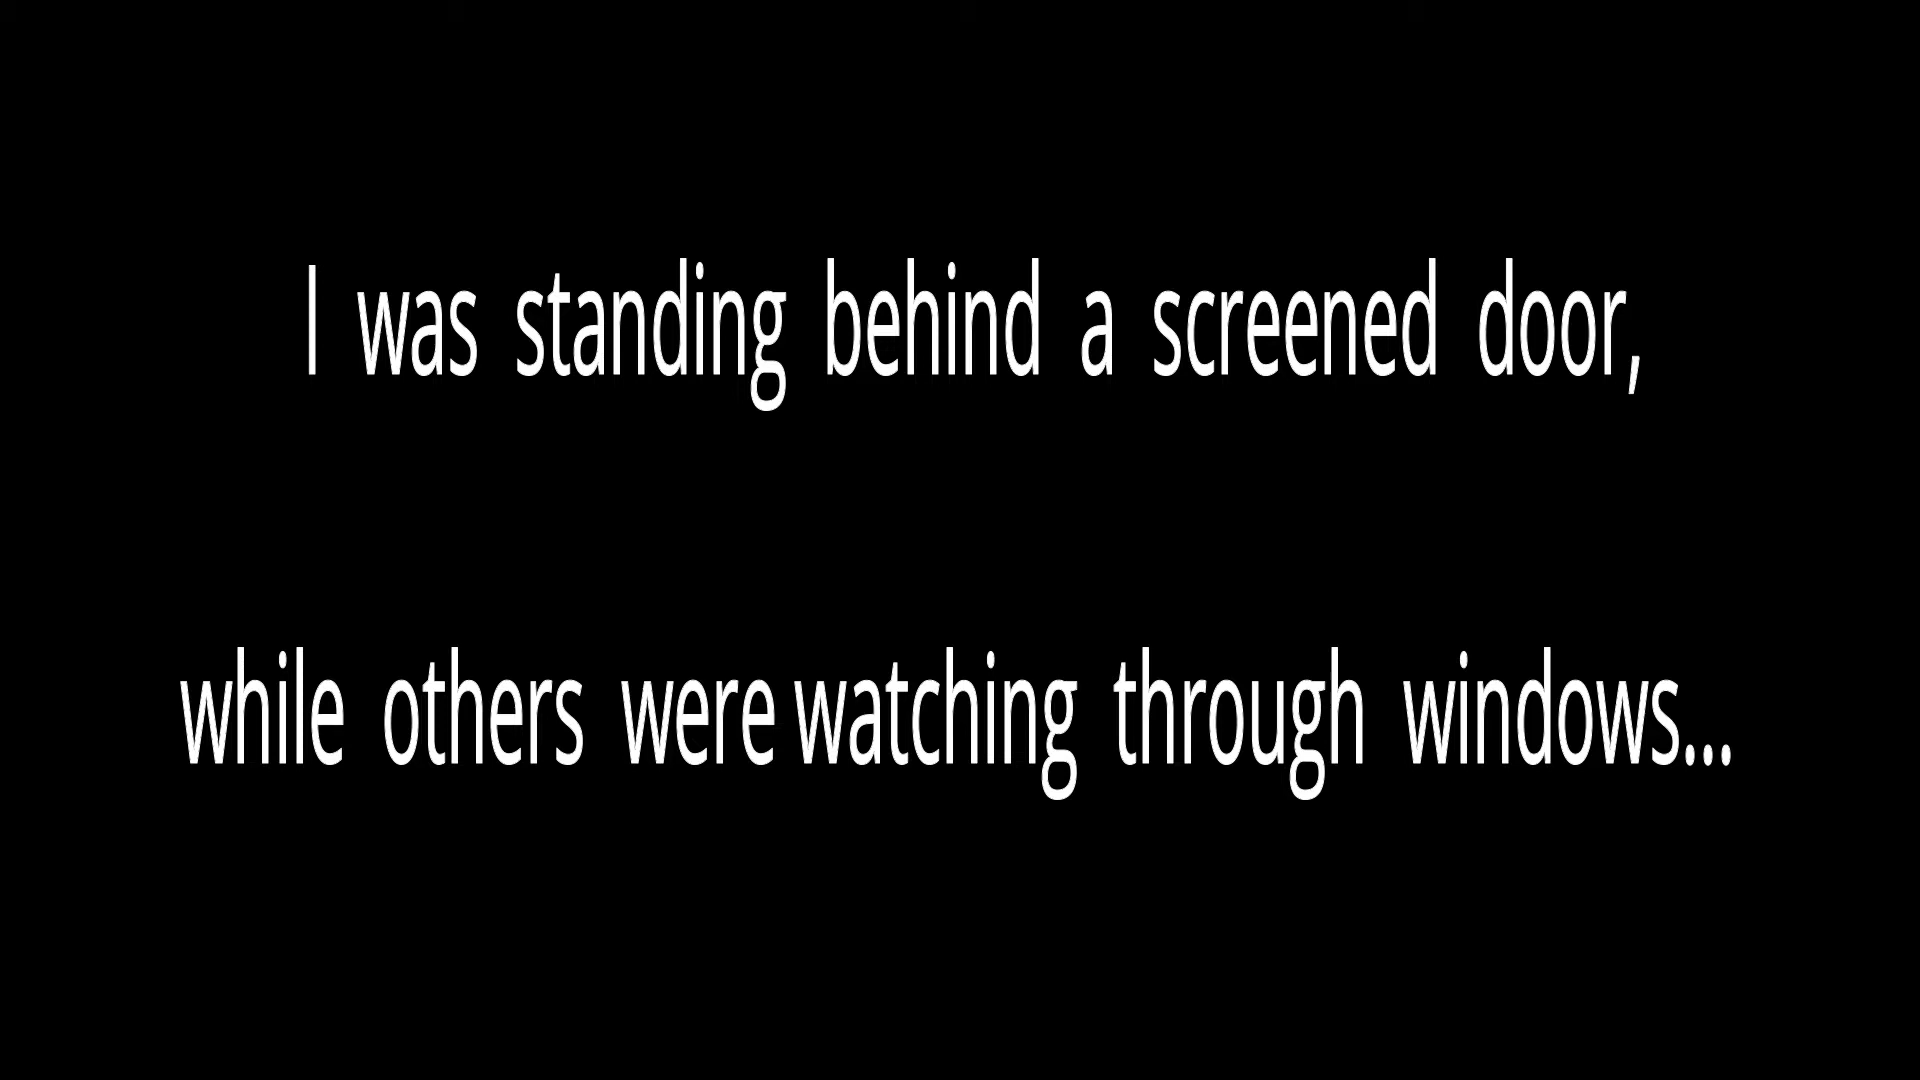 I was standing behind a screened door,
while others were watching through windows...